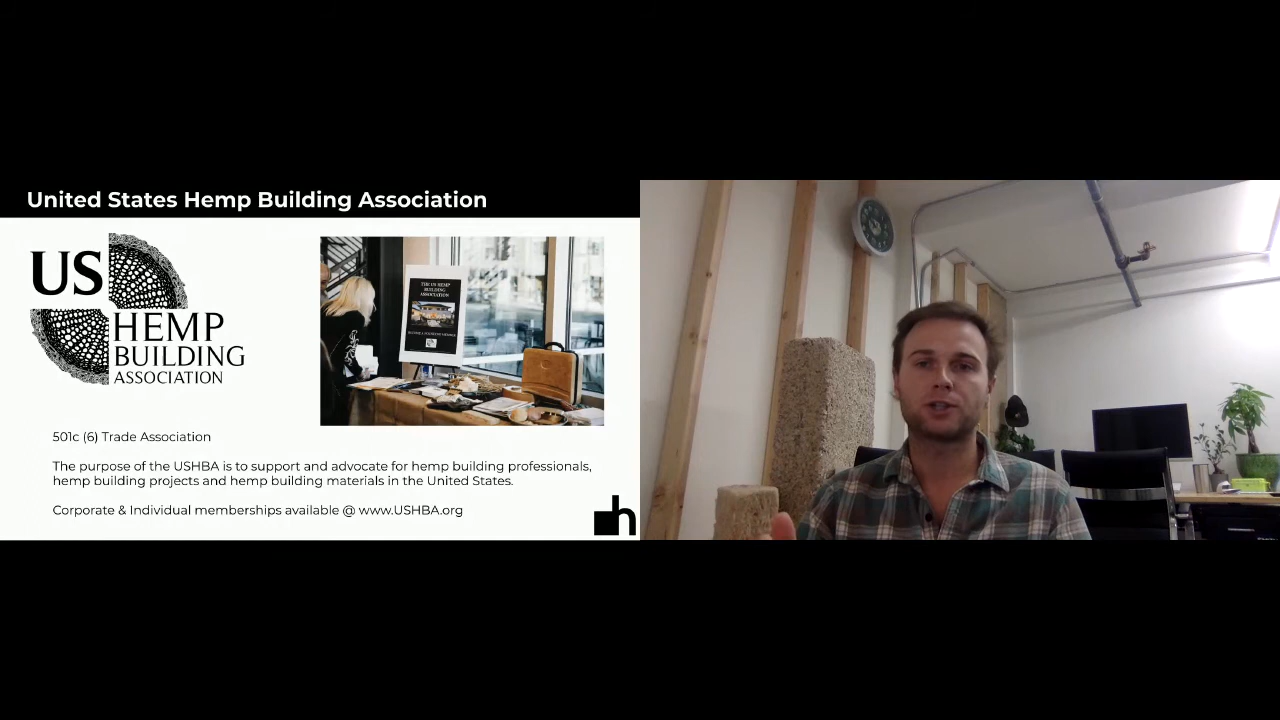 United States Hemp Building Association
US
HEMP
BUILDING
ASSOCIATION
THE US HEMP
BUILDING
ASSOCIATION
501c (6) Trade Association
The purpose of the USHBA is to support and advocate for hemp building professionals,
hemp building projects and hemp building materials in the United States.
Corporate & Individual memberships available @ www.USHBA.org
h